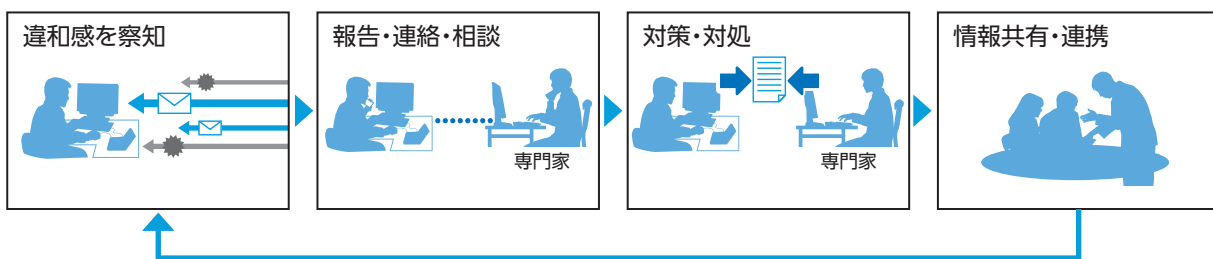 違和感を察知
報告・連絡・相談
専門家
対策・対処
専門家
情報共有・連携